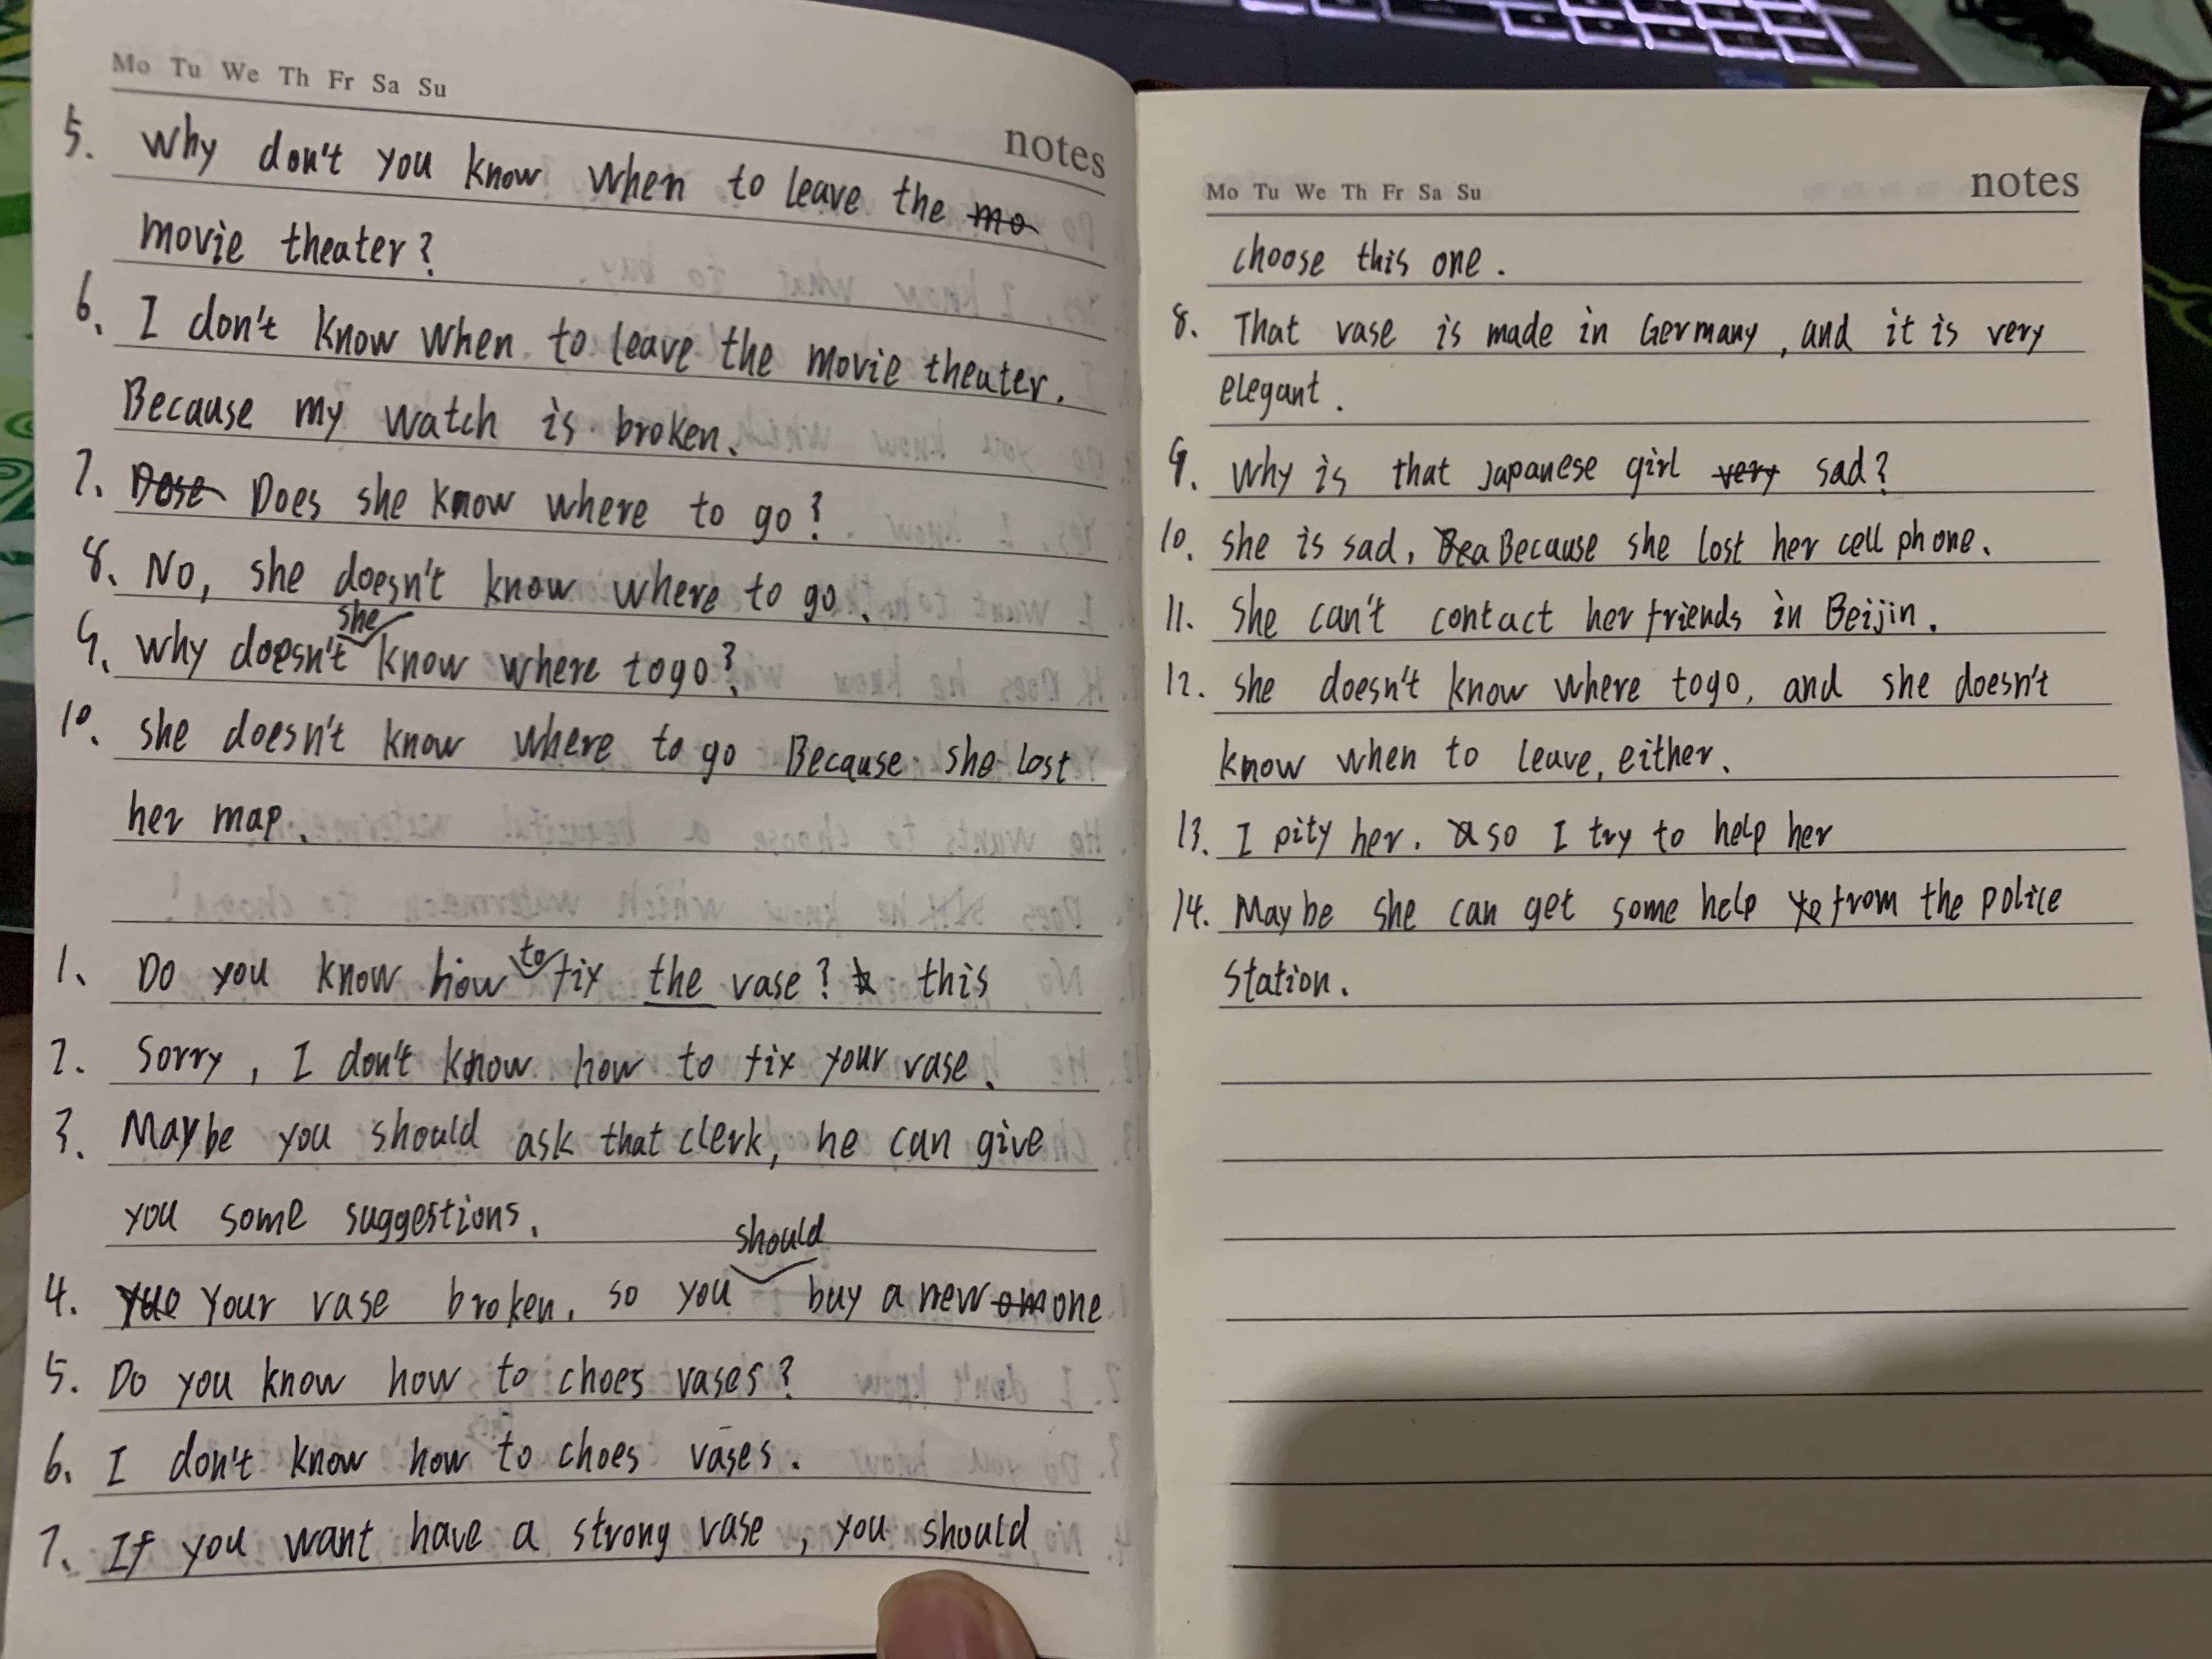 Mo Tu We Th Fr Sa Su
notes
5. Why don't you know when to leave the mo
movie theater?
6. I don't know when to leave the movie theater.
Because my watch is broken.
7. Dose Does she know where to go?
8. No, she doesn't know where to go.
she
9. why doesn't know where togo?
10. she doesn't know where to go Because she lost
her map.
to
1. Do you know how fix the vase? this
2. Sorry, I don't know how to fix your vase.
3. Maybe you should ask that clerk, he can give
you some suggestions.
should
4. Your vase broken. so you buy a new one
5. Do you know how to choes vases?
6. I don't know how to choes vases.
7. If you want have a strong vase, you should
Mo Tu We Th Fr Sa Su
notes
choose this one.
8. That vase is made in Germany, and it is very
elegant.
9. Why is that Japanese girl very sad?
10. she is sad, Bea Because she lost her cell phone.
11. She can't contact her friends in Beijin.
12. she doesn't know where togo, and she doesn't
know when to leave, either.
13. I pity her. so I try to help her
14. Maybe she can get some help from the police
station.